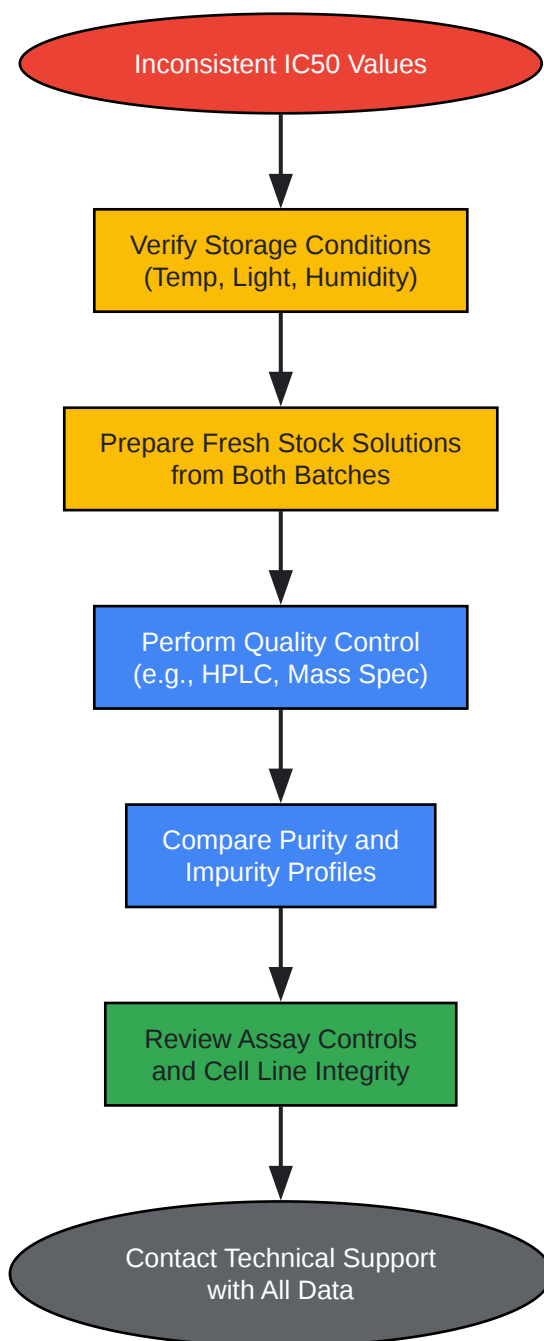 Inconsistent IC50 Values
Verify Storage Conditions
(Temp, Light, Humidity)
Prepare Fresh Stock Solutions
from Both Batches
Perform Quality Control
(e.g., HPLC, Mass Spec)
Compare Purity and
Impurity Profiles
Review Assay Controls
and Cell Line Integrity
Contact Technical Support
with All Data